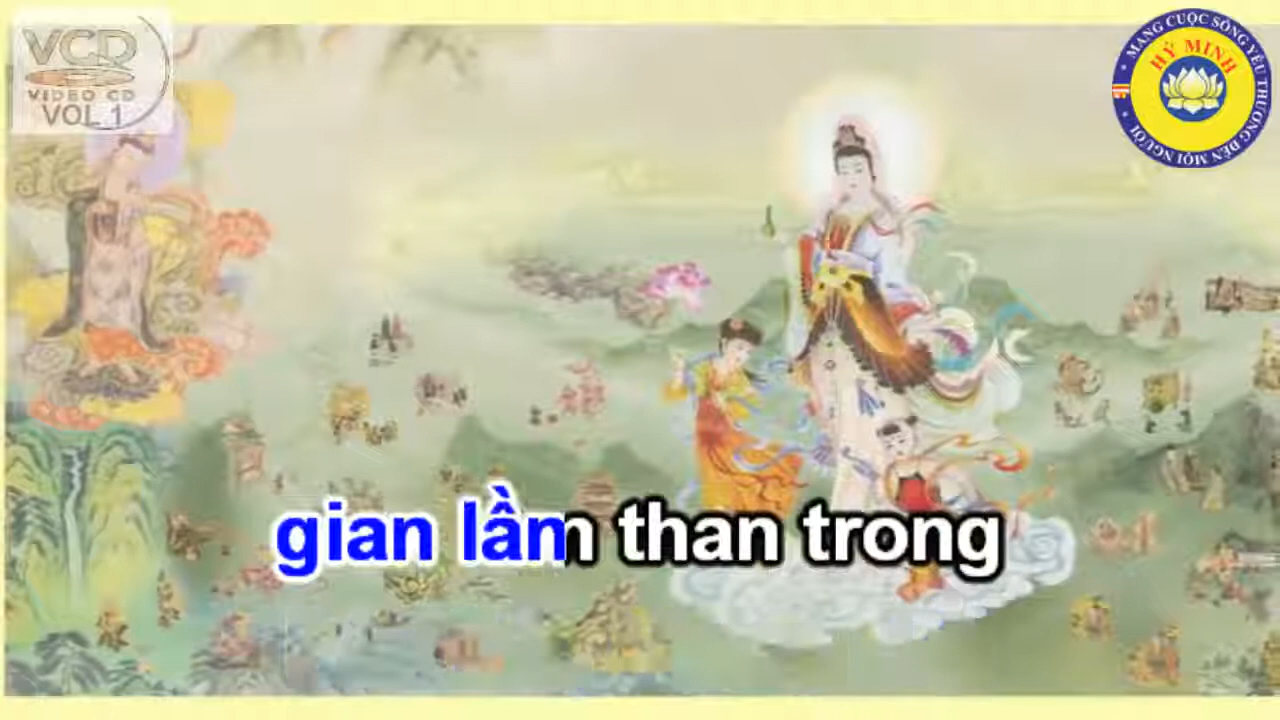 VCD
VIDEO CD
VOL 1
MANG CUỘC SỐNG YÊU THƯƠNG ĐẾN MỌI NGƯỜI
HỶ MINH
gian lầm than trong